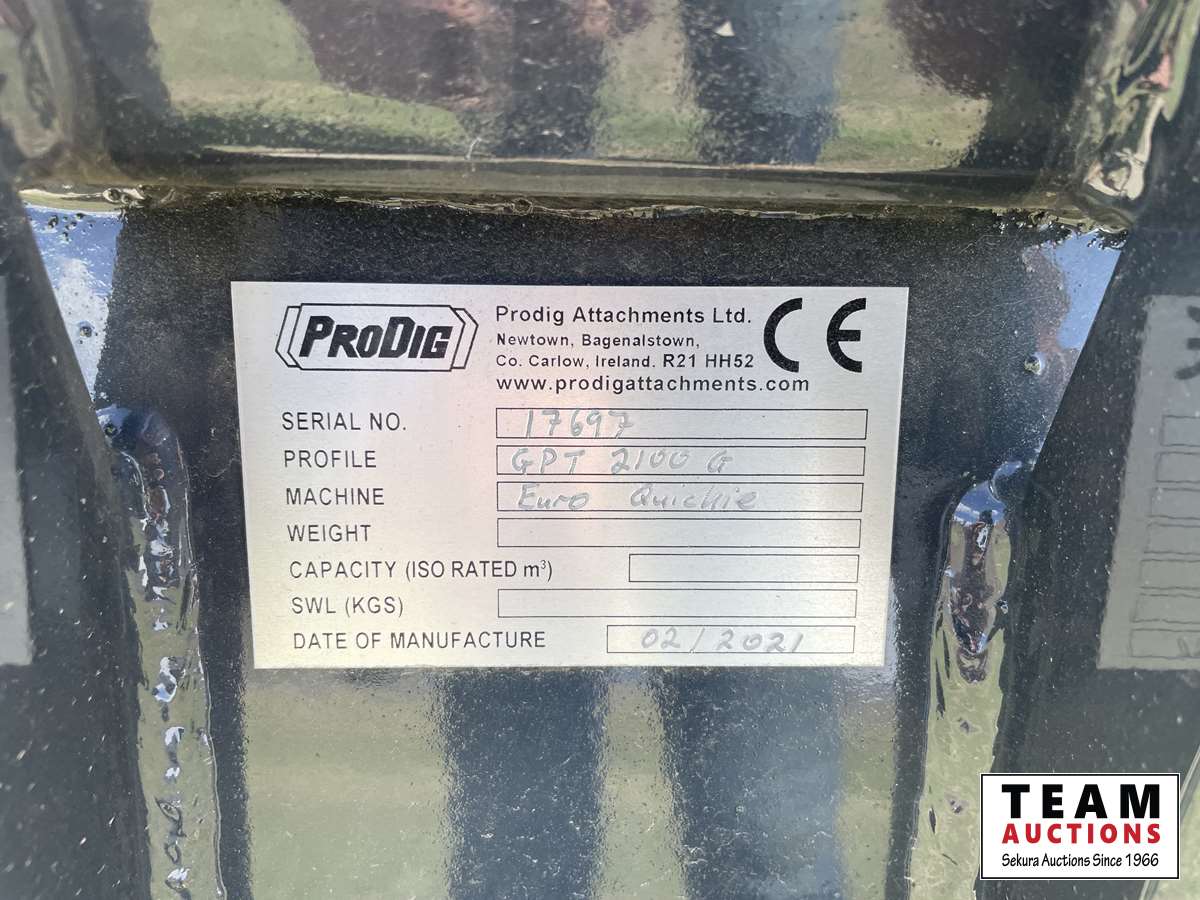 PRODIG
Prodig Attachments Ltd.
Newtown, Bagenalstown,
Co. Carlow, Ireland. R21 HH52
www.prodigattachments.com
CE
SERIAL NO. 17697
PROFILE GPT 2100 G
MACHINE Euro Quickie
WEIGHT
CAPACITY (ISO RATED m³)
SWL (KGS)
DATE OF MANUFACTURE 02/2021
TEAM
AUCTIONS
Sekura Auctions Since 1966